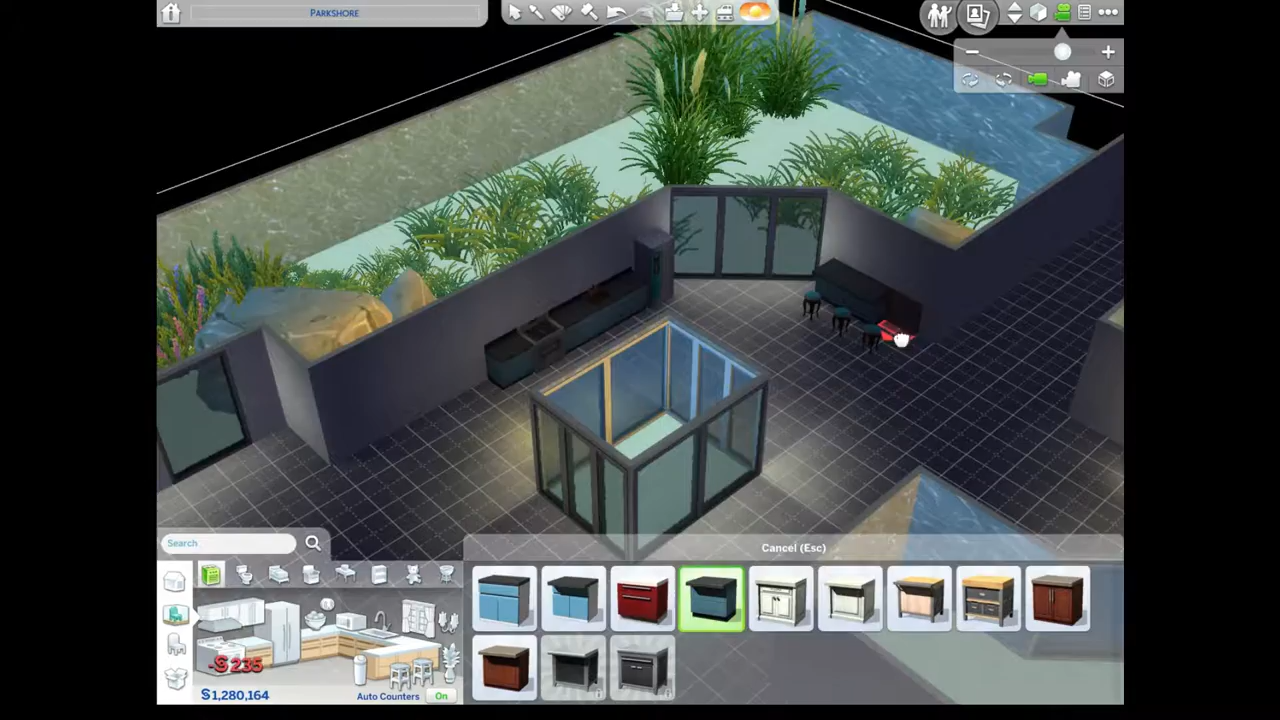 PARKSHORE
Cancel (Esc)
Search
-§235
§1,280,164
Auto Counters On